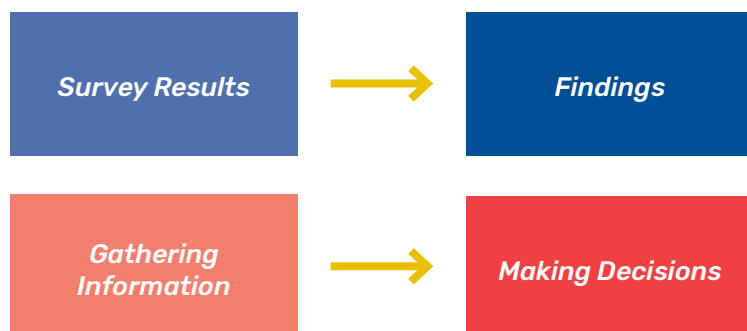 Survey Results
Findings
Gathering
Information
Making Decisions